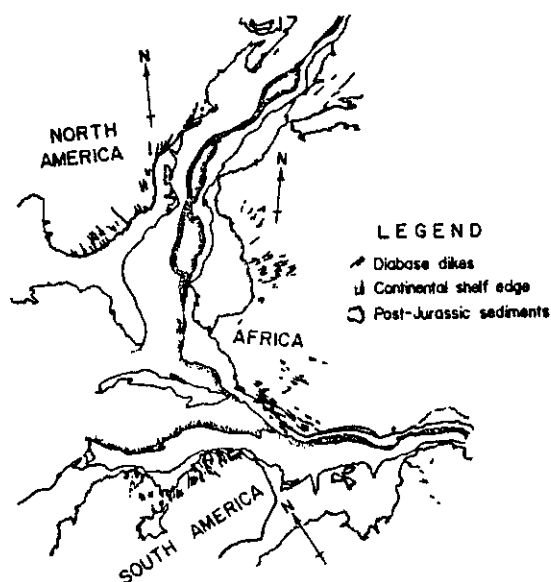 N
NORTH
AMERICA
N
LEGEND
Diabase dikes
Continental shelf edge
Post-Jurassic sediments
AFRICA
SOUTH AMERICA
N